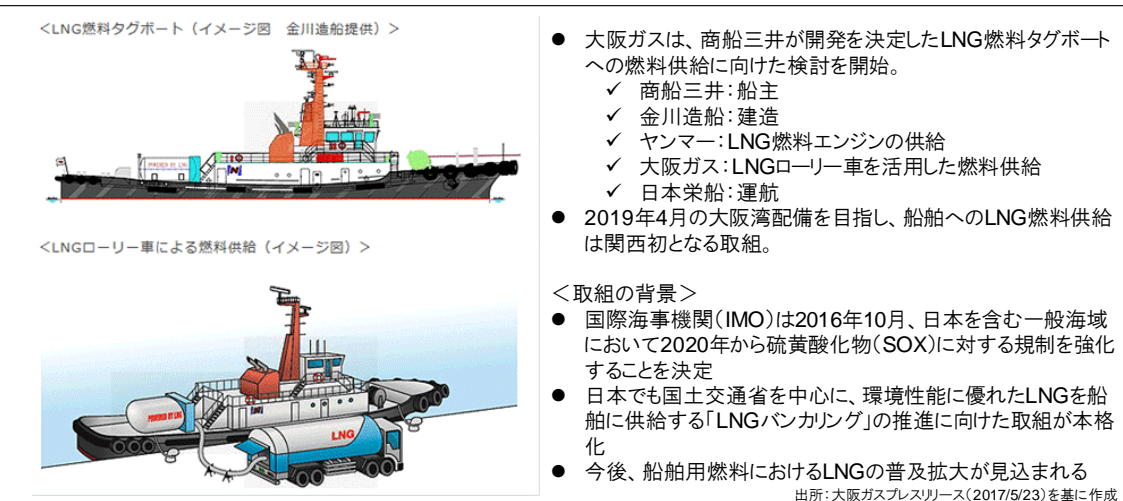 <LNG燃料タグボート（イメージ図　金川造船提供）>
POWERED BY LNG
<LNGローリー車による燃料供給（イメージ図）>
POWERED BY LNG
LNG
● 大阪ガスは、商船三井が開発を決定したLNG燃料タグボート
への燃料供給に向けた検討を開始。
✓ 商船三井：船主
✓ 金川造船：建造
✓ ヤンマー：LNG燃料エンジンの供給
✓ 大阪ガス：LNGローリー車を活用した燃料供給
✓ 日本栄船：運航
● 2019年4月の大阪湾配備を目指し、船舶へのLNG燃料供給
は関西初となる取組。
＜取組の背景＞
● 国際海事機関（IMO）は2016年10月、日本を含む一般海域
において2020年から硫黄酸化物（SOX）に対する規制を強化
することを決定
● 日本でも国土交通省を中心に、環境性能に優れたLNGを船
舶に供給する「LNGバンカリング」の推進に向けた取組が本格
化
● 今後、船舶用燃料におけるLNGの普及拡大が見込まれる
出所：大阪ガスプレスリリース（2017/5/23）を基に作成